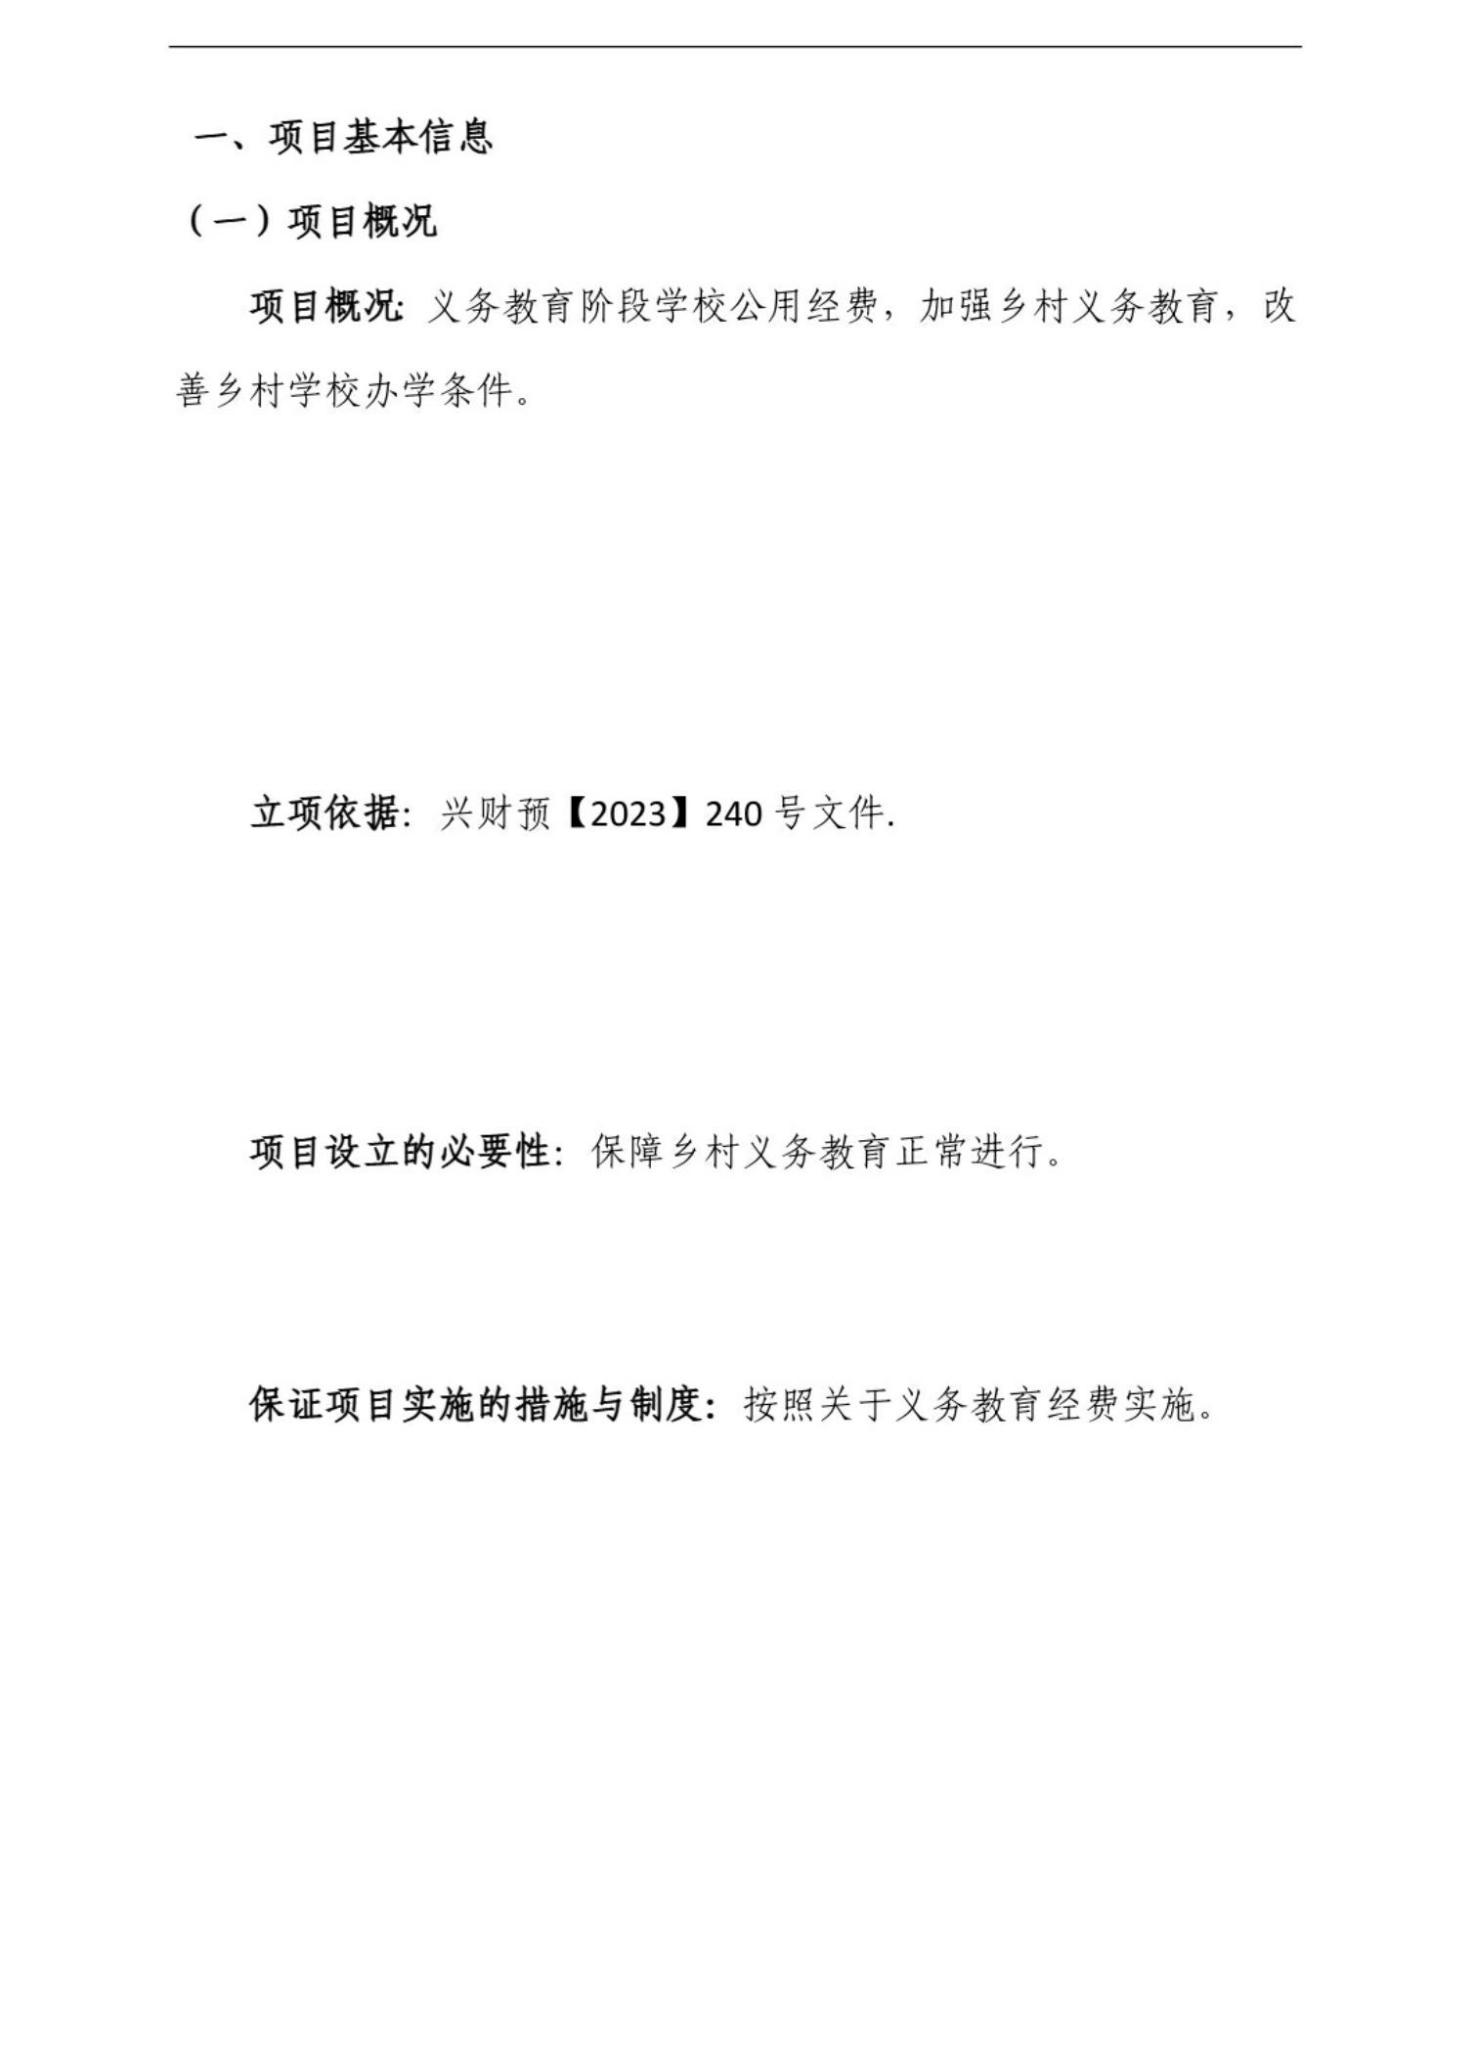 一、项目基本信息
（一）项目概况
项目概况：义务教育阶段学校公用经费，加强乡村义务教育，改
善乡村学校办学条件。
立项依据：兴财预【2023】240 号文件.
项目设立的必要性：保障乡村义务教育正常进行。
保证项目实施的措施与制度：按照关于义务教育经费实施。